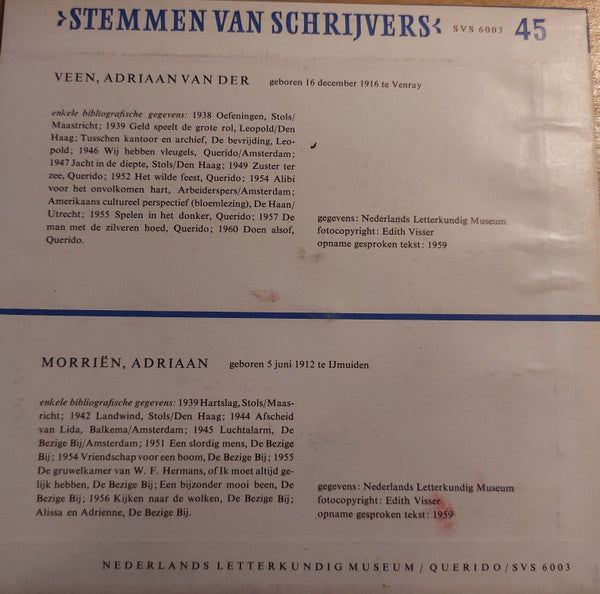 ›STEMMEN VAN SCHRIJVERS‹ SVS 6003 45
VEEN, ADRIAAN VAN DER geboren 16 december 1916 te Venray
enkele bibliografische gegevens: 1938 Oefeningen, Stols/
Maastricht; 1939 Geld speelt de grote rol, Leopold/Den
Haag; Tusschen kantoor en archief, De bevrijding, Leo-
pold; 1946 Wij hebben vleugels, Querido/Amsterdam;
1947 Jacht in de diepte, Stols/Den Haag; 1949 Zuster ter
zee, Querido; 1952 Het wilde feest, Querido; 1954 Alibi
voor het onvolkomen hart, Arbeiderspers/Amsterdam;
Amerikaans cultureel perspectief (bloemlezing), De Haan/
Utrecht; 1955 Spelen in het donker, Querido; 1957 De
man met de zilveren hoed, Querido; 1960 Doen alsof,
Querido.
gegevens: Nederlands Letterkundig Museum
fotocopyright: Edith Visser
opname gesproken tekst: 1959
MORRIËN, ADRIAAN geboren 5 juni 1912 te IJmuiden
enkele bibliografische gegevens: 1939 Hartslag, Stols/Maas-
richt; 1942 Landwind, Stols/Den Haag; 1944 Afscheid
van Lida, Balkema/Amsterdam; 1945 Luchtalarm, De
Bezige Bij/Amsterdam; 1951 Een slordig mens, De Bezige
Bij; 1954 Vriendschap voor een boom, De Bezige Bij; 1955
De gruwelkamer van W. F. Hermans, of Ik moet altijd ge-
lijk hebben, De Bezige Bij; Een bijzonder mooi been, De
Bezige Bij; 1956 Kijken naar de wolken, De Bezige Bij;
Alissa en Adrienne, De Bezige Bij.
gegevens: Nederlands Letterkundig Museum
fotocopyright: Edith Visser
opname gesproken tekst: 1959
NEDERLANDS LETTERKUNDIG MUSEUM / QUERIDO / SVS 6003